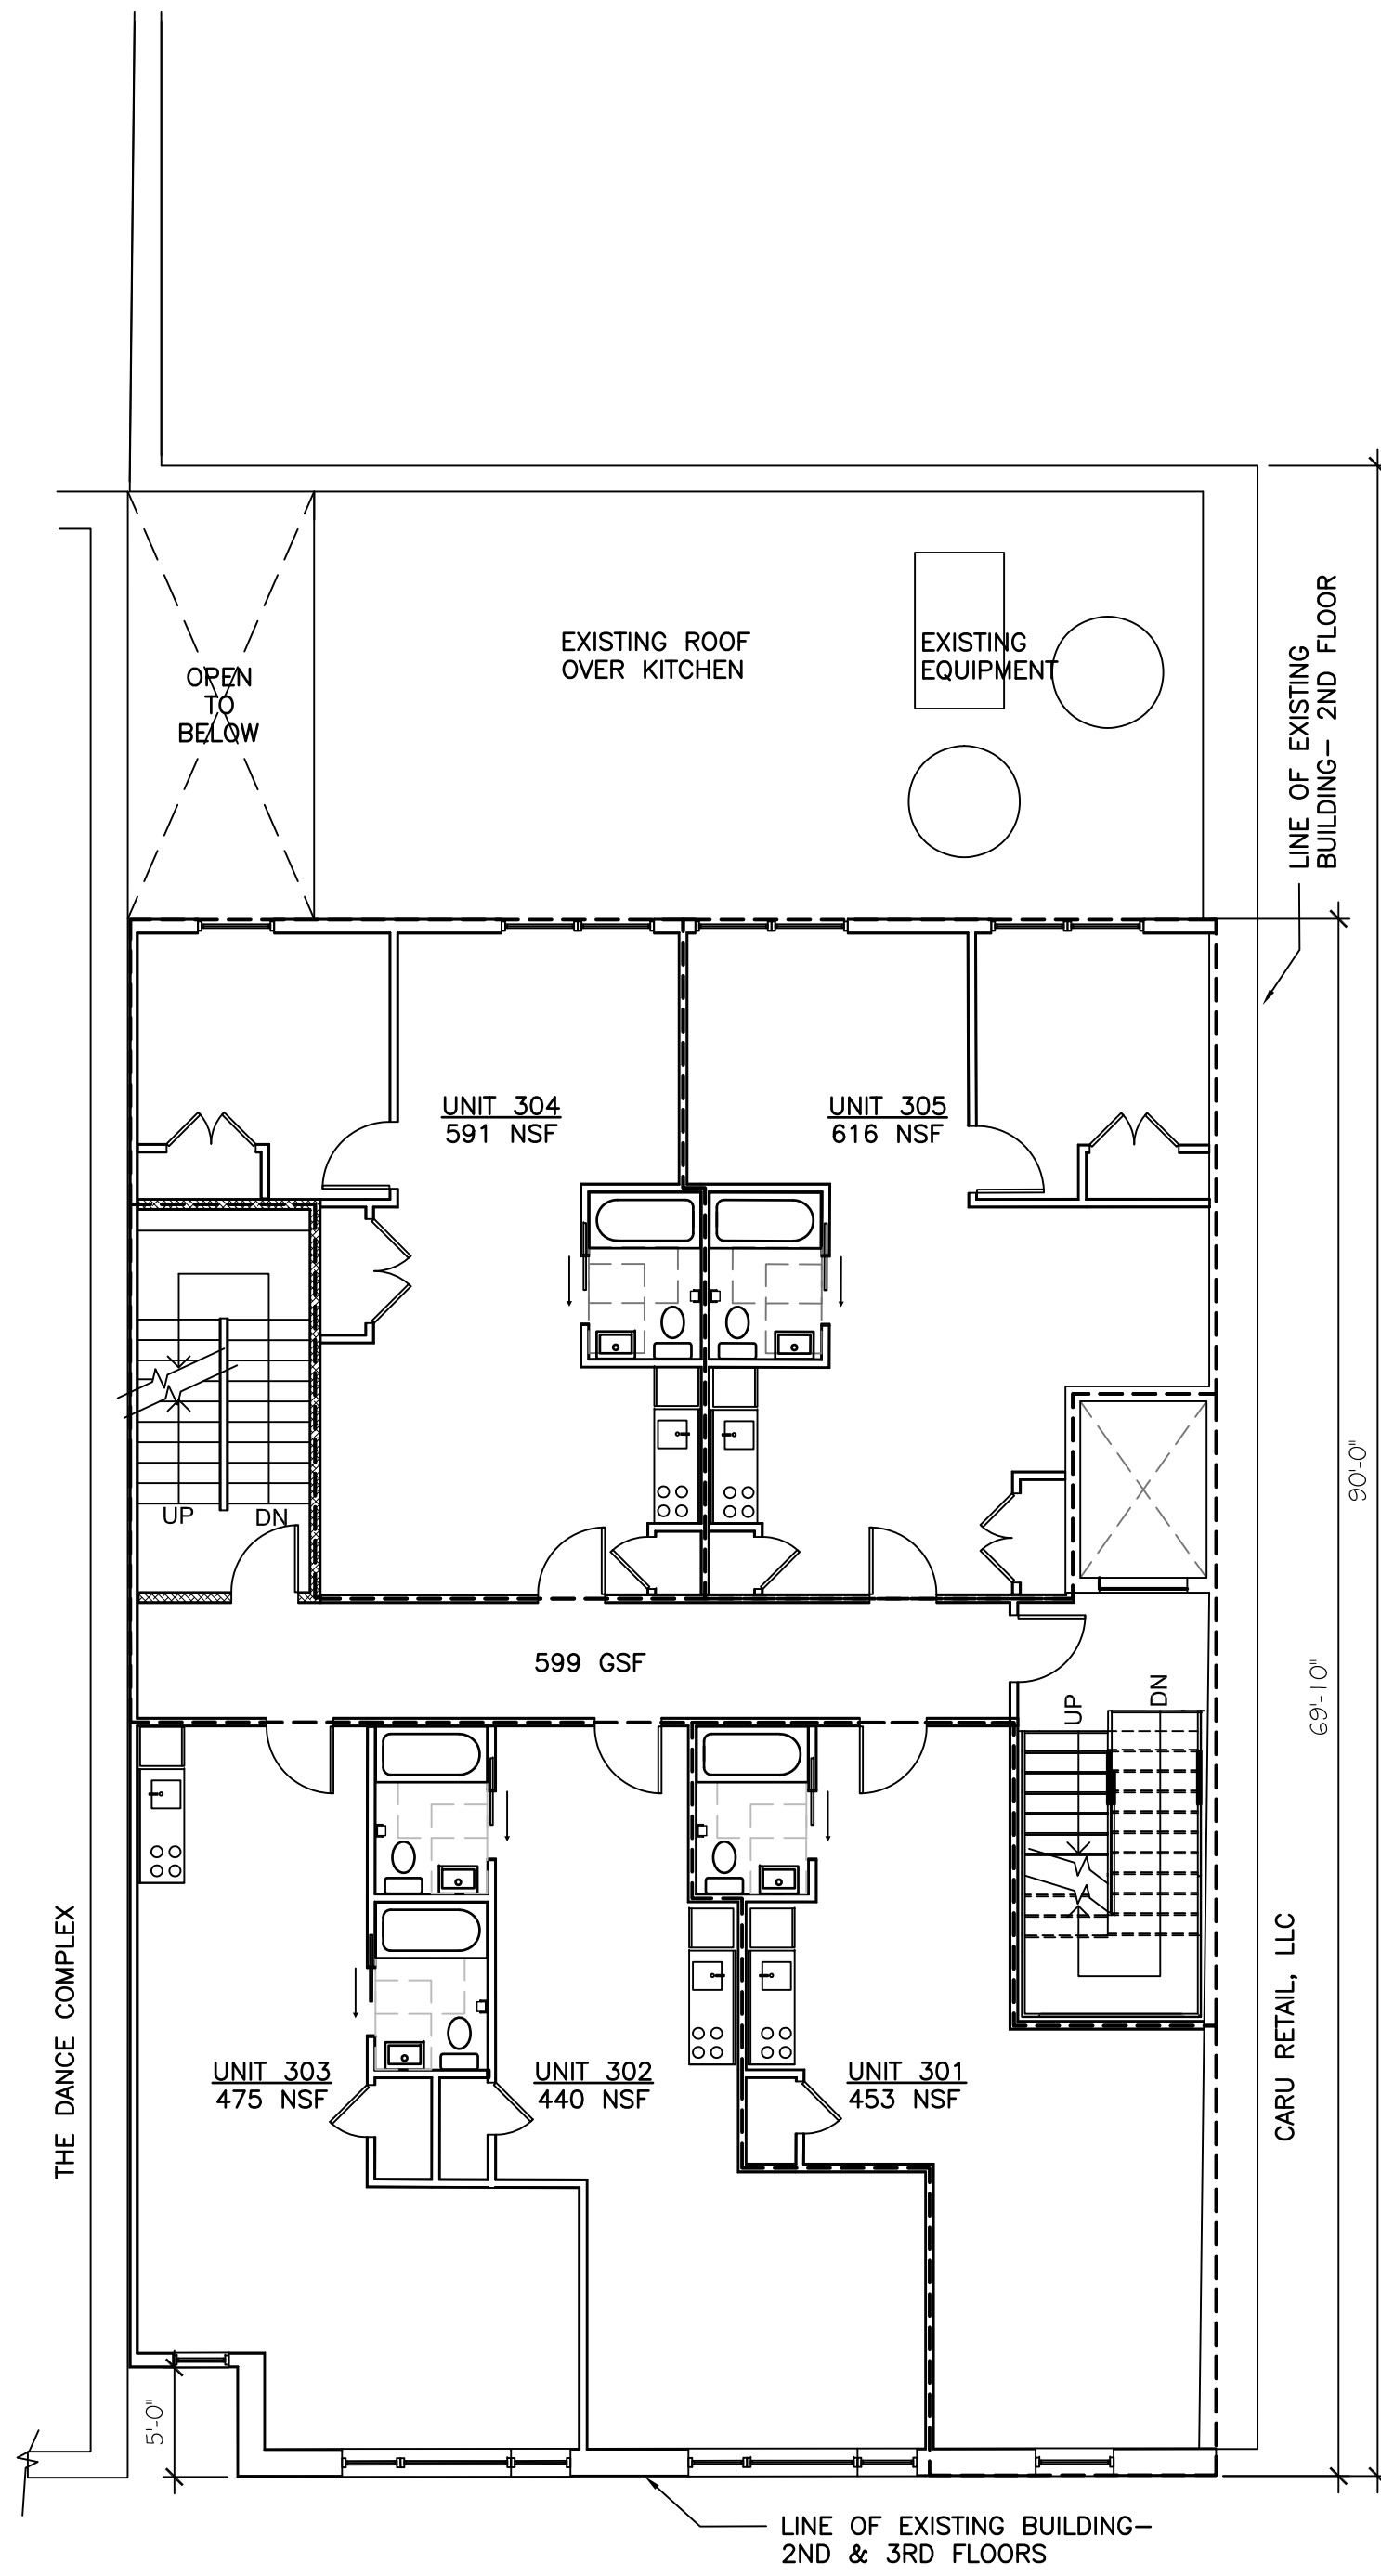 EXISTING ROOF
OVER KITCHEN
EXISTING
EQUIPMENT
OPEN
TO
BELOW
LINE OF EXISTING
BUILDING- 2ND FLOOR
UNIT 304
591 NSF
UNIT 305
616 NSF
90'-0"
UP
DN
599 GSF
69'-10"
UP
DN
THE DANCE COMPLEX
CARU RETAIL, LLC
UNIT 303
475 NSF
UNIT 302
440 NSF
UNIT 301
453 NSF
5'-0"
LINE OF EXISTING BUILDING-
2ND & 3RD FLOORS